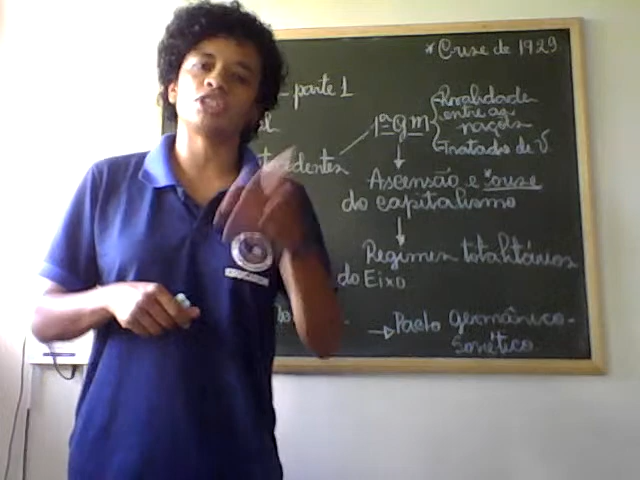 *Crise de 1929
- parte 1
1ª GM
Rivalidade
entre as
nações
Tratado de V.
Ascensão e *crise
do capitalismo
Regimes totalitários
do Eixo
Pacto germânico-
Soviético